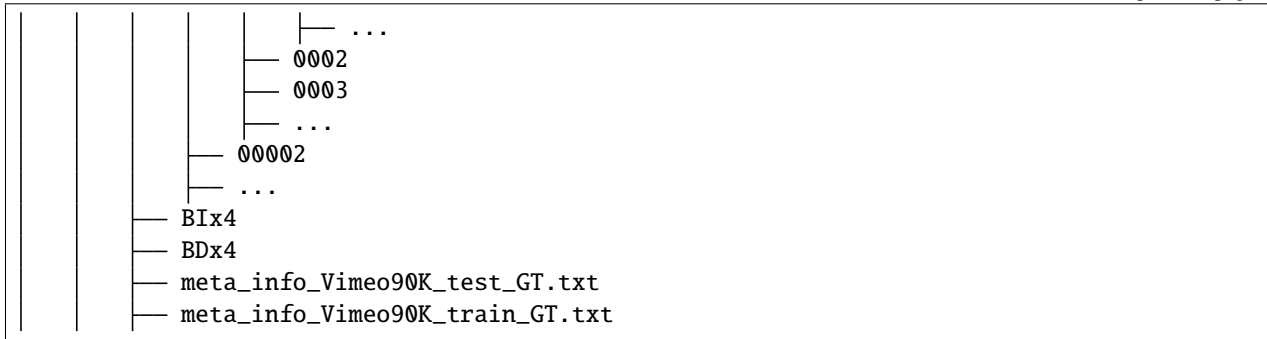 │   │   │   │   │   ├── ...
│   │   │   │   ├── 0002
│   │   │   │   ├── 0003
│   │   │   │   ├── ...
│   │   │   ├── 00002
│   │   │   ├── ...
│   │   ├── BIx4
│   │   ├── BDx4
│   │   ├── meta_info_Vimeo90K_test_GT.txt
│   │   ├── meta_info_Vimeo90K_train_GT.txt